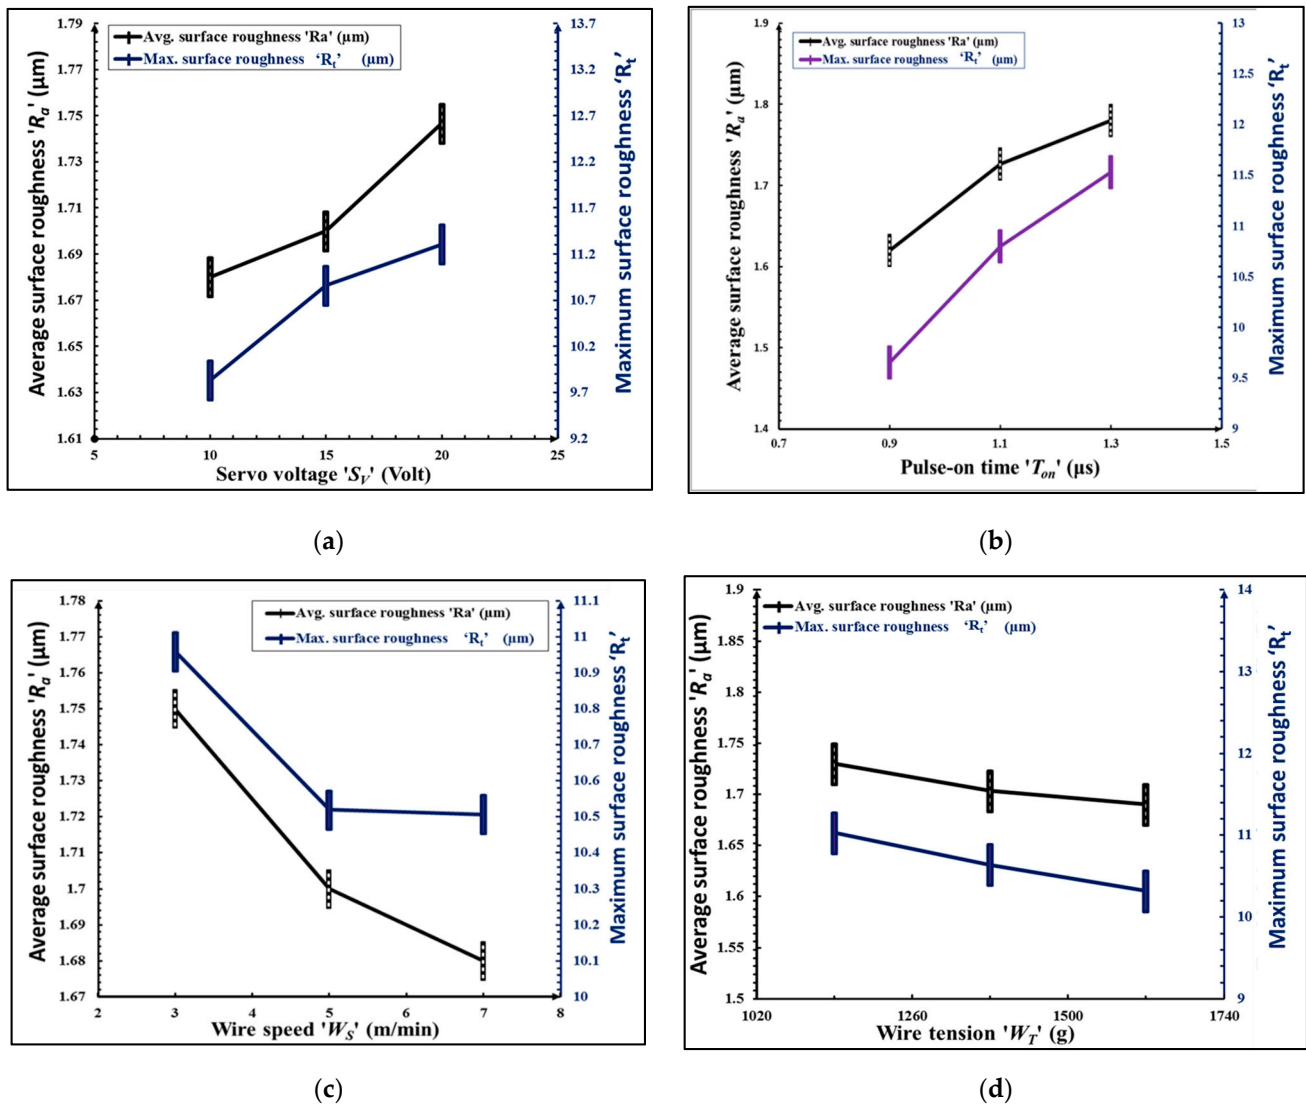 Average surface roughness 'Ra' (µm)
1.79
1.77
1.75
1.73
1.71
1.69
1.67
1.65
1.63
1.61
Avg. surface roughness 'Ra' (µm)
Max. surface roughness ‘Rt’ (µm)
13.7
13.2
12.7
12.2
11.7
11.2
10.7
10.2
9.7
9.2
Maximum surface roughness ‘Rt’
5 10 15 20 25
Servo voltage 'SV' (Volt)
(a)
Average surface roughness 'Ra' (µm)
1.9
1.8
1.7
1.6
1.5
1.4
Avg. surface roughness 'Ra' (µm)
Max. surface roughness ‘Rt’ (µm)
13
12.5
12
11.5
11
10.5
10
9.5
9
Maximum surface roughness ‘Rt’
0.7 0.9 1.1 1.3 1.5
Pulse-on time 'Ton' (µs)
(b)
Average surface roughness 'Ra' (µm)
1.78
1.77
1.76
1.75
1.74
1.73
1.72
1.71
1.7
1.69
1.68
1.67
Avg. surface roughness 'Ra' (µm)
Max. surface roughness ‘Rt’ (µm)
11.1
11
10.9
10.8
10.7
10.6
10.5
10.4
10.3
10.2
10.1
10
Maximum surface roughness ‘Rt’
2 3 4 5 6 7 8
Wire speed 'WS' (m/min)
(c)
Average surface roughness 'Ra' (µm)
1.9
1.85
1.8
1.75
1.7
1.65
1.6
1.55
1.5
Avg. surface roughness 'Ra' (µm)
Max. surface roughness ‘Rt’ (µm)
14
13
12
11
10
9
Maximum surface roughness ‘Rt’
1020 1260 1500 1740
Wire tension 'WT' (g)
(d)